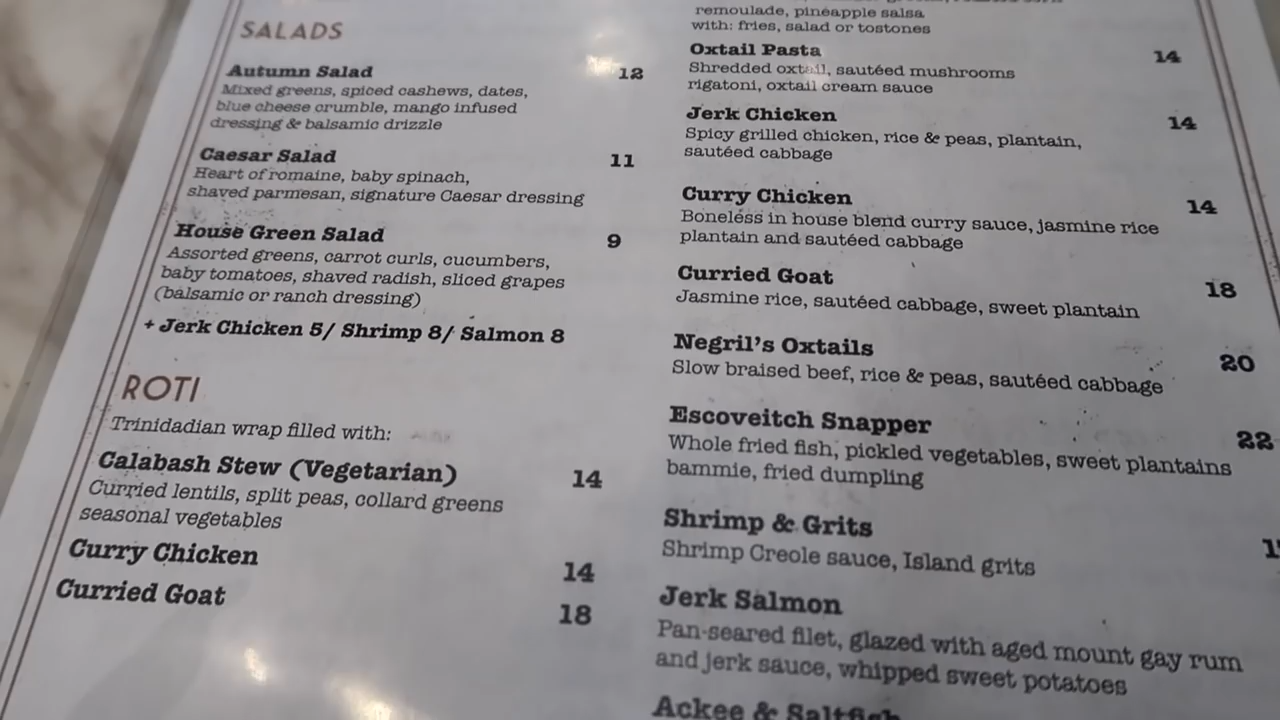 SALADS
Autumn Salad 12
Mixed greens, spiced cashews, dates,
blue cheese crumble, mango infused
dressing & balsamic drizzle
Caesar Salad 11
Heart of romaine, baby spinach,
shaved parmesan, signature Caesar dressing
House Green Salad 9
Assorted greens, carrot curls, cucumbers,
baby tomatoes, shaved radish, sliced grapes
(balsamic or ranch dressing)
+ Jerk Chicken 5/ Shrimp 8/ Salmon 8
ROTI
Trinidadian wrap filled with:
Calabash Stew (Vegetarian) 14
Curried lentils, split peas, collard greens
seasonal vegetables
Curry Chicken 14
Curried Goat 18
remoulade, pineapple salsa
with: fries, salad or tostones
Oxtail Pasta 14
Shredded oxtail, sautéed mushrooms
rigatoni, oxtail cream sauce
Jerk Chicken 14
Spicy grilled chicken, rice & peas, plantain,
sautéed cabbage
Curry Chicken 14
Boneless in house blend curry sauce, jasmine rice
plantain and sautéed cabbage
Curried Goat 18
Jasmine rice, sautéed cabbage, sweet plantain
Negril's Oxtails 20
Slow braised beef, rice & peas, sautéed cabbage
Escoveitch Snapper 22
Whole fried fish, pickled vegetables, sweet plantains
bammie, fried dumpling
Shrimp & Grits
Shrimp Creole sauce, Island grits
Jerk Salmon
Pan-seared filet, glazed with aged mount gay rum
and jerk sauce, whipped sweet potatoes
Ackee & Saltfish